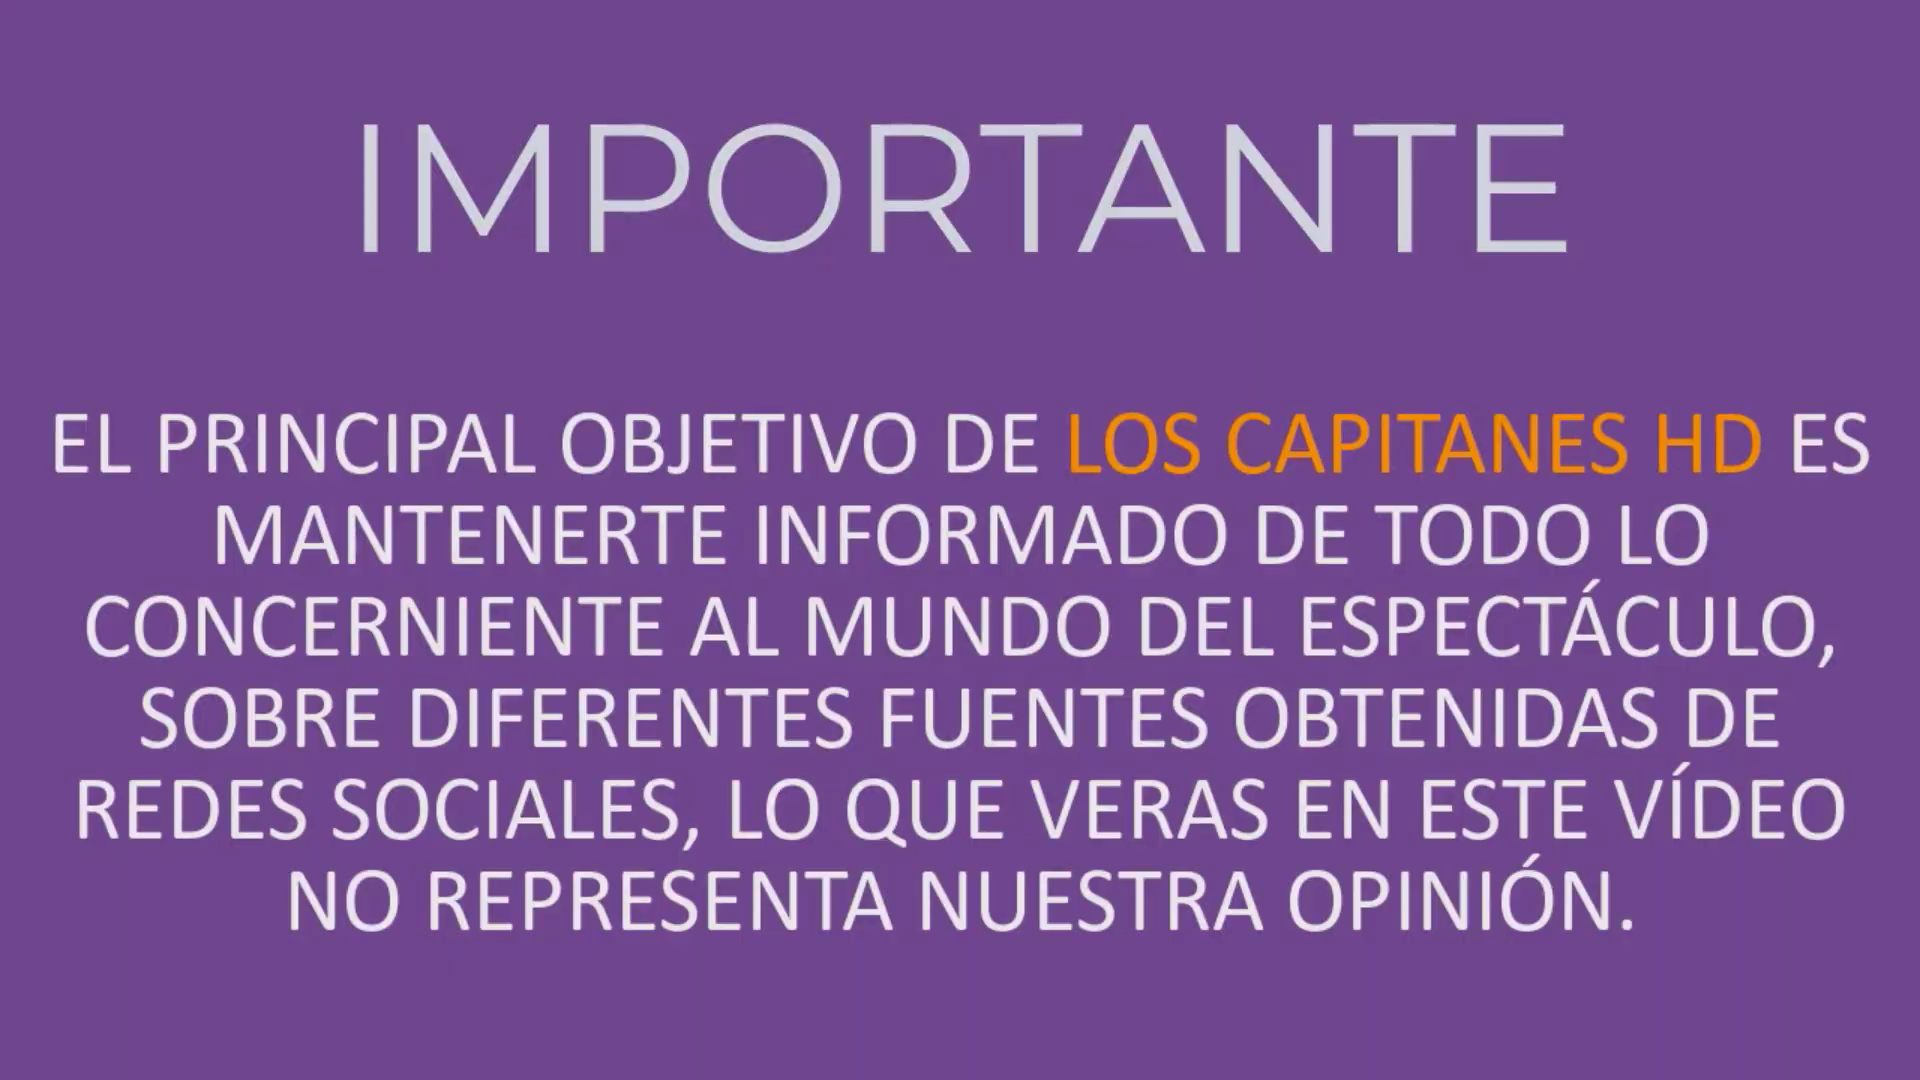 IMPORTANTE
EL PRINCIPAL OBJETIVO DE LOS CAPITANES HD ES
MANTENERTE INFORMADO DE TODO LO
CONCERNIENTE AL MUNDO DEL ESPECTÁCULO,
SOBRE DIFERENTES FUENTES OBTENIDAS DE
REDES SOCIALES, LO QUE VERAS EN ESTE VÍDEO
NO REPRESENTA NUESTRA OPINIÓN.